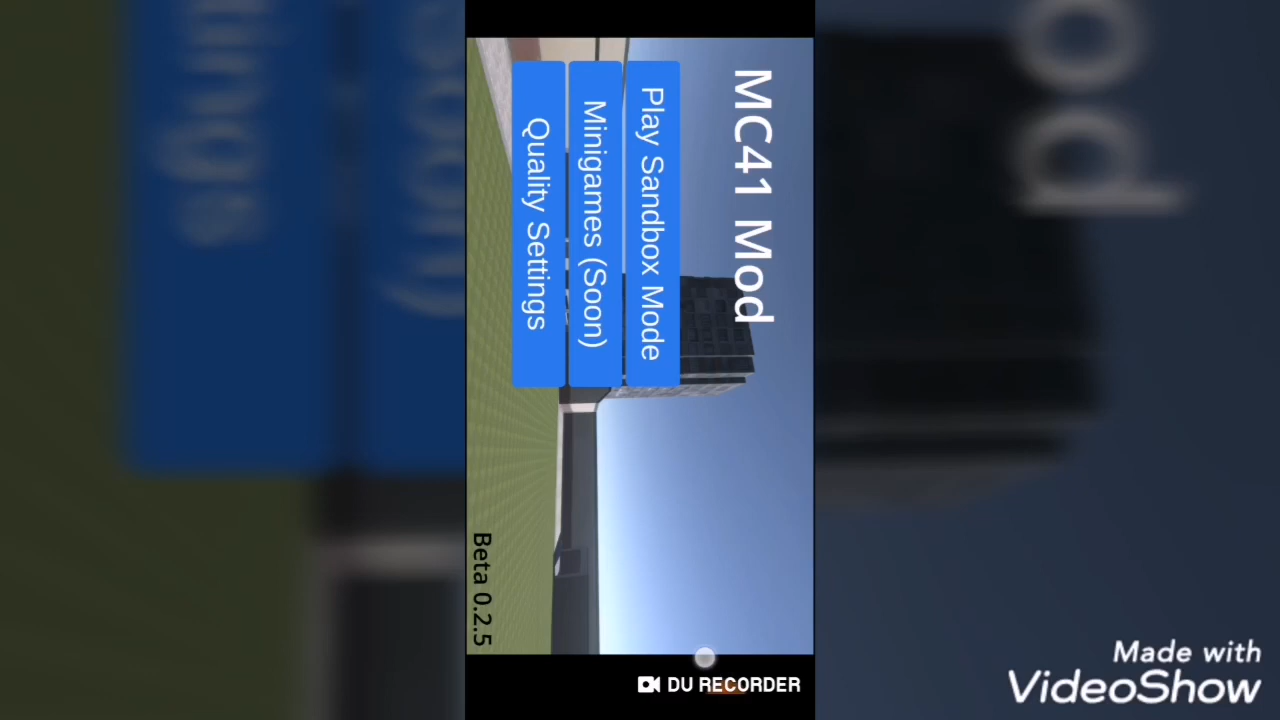 MC41 Mod
Play Sandbox Mode
Minigames (Soon)
Quality Settings
Beta 0.2.5
DU RECORDER
Made with
VideoShow